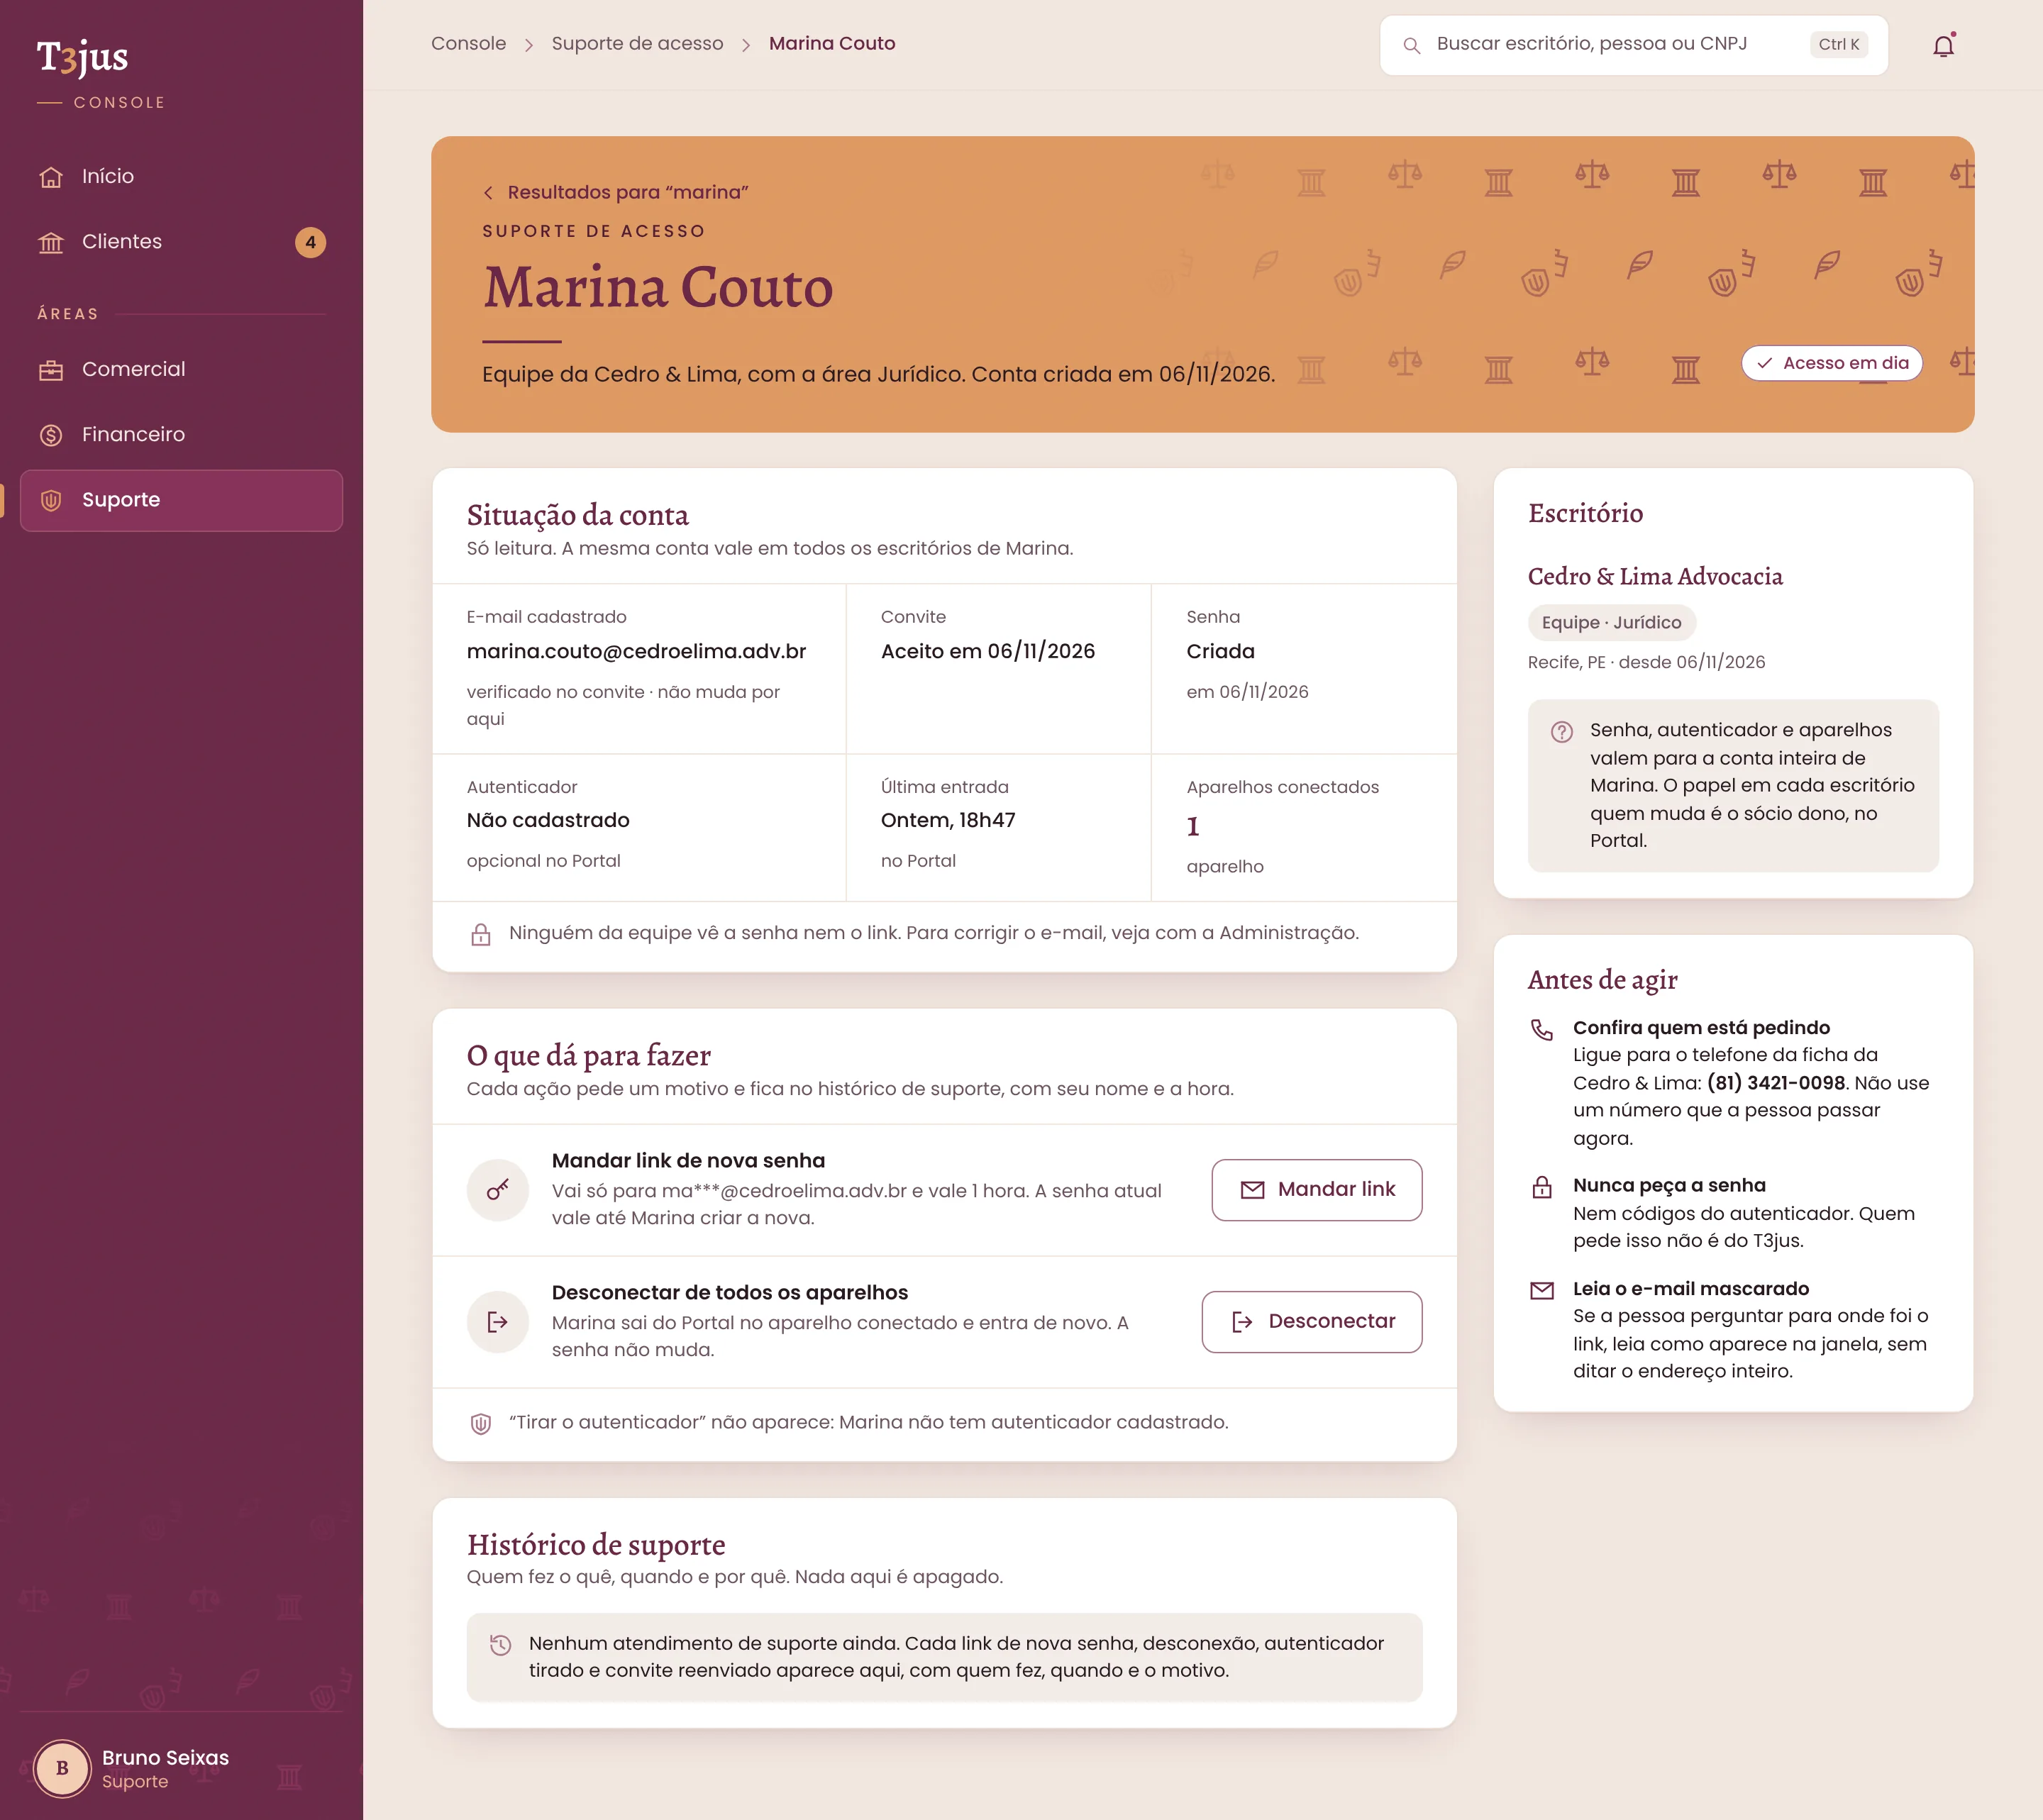 T3jus
CONSOLE
Início
Clientes
4
ÁREAS
Comercial
Financeiro
Suporte
Bruno Seixas
B
Suporte
Console
Suporte de acesso
Marina Couto
Buscar escritório, pessoa ou CNPJ
Ctrl K
Resultados para “marina”
SUPORTE DE ACESSO
Marina Couto
Equipe da Cedro & Lima, com a área Jurídico. Conta criada em 06/11/2026.
Acesso em dia
Situação da conta
Só leitura. A mesma conta vale em todos os escritórios de Marina.
E-mail cadastrado
marina.couto@cedroelima.adv.br
verificado no convite · não muda por
aqui
Convite
Aceito em 06/11/2026
Senha
Criada
em 06/11/2026
Autenticador
Não cadastrado
opcional no Portal
Última entrada
Ontem, 18h47
no Portal
Aparelhos conectados
1
aparelho
Ninguém da equipe vê a senha nem o link. Para corrigir o e-mail, veja com a Administração.
O que dá para fazer
Cada ação pede um motivo e fica no histórico de suporte, com seu nome e a hora.
Mandar link de nova senha
Vai só para ma***@cedroelima.adv.br e vale 1 hora. A senha atual
vale até Marina criar a nova.
Mandar link
Desconectar de todos os aparelhos
Marina sai do Portal no aparelho conectado e entra de novo. A
senha não muda.
Desconectar
“Tirar o autenticador” não aparece: Marina não tem autenticador cadastrado.
Histórico de suporte
Quem fez o quê, quando e por quê. Nada aqui é apagado.
Nenhum atendimento de suporte ainda. Cada link de nova senha, desconexão, autenticador
tirado e convite reenviado aparece aqui, com quem fez, quando e o motivo.
Escritório
Cedro & Lima Advocacia
Equipe · Jurídico
Recife, PE · desde 06/11/2026
Senha, autenticador e aparelhos
valem para a conta inteira de
Marina. O papel em cada escritório
quem muda é o sócio dono, no
Portal.
Antes de agir
Confira quem está pedindo
Ligue para o telefone da ficha da
Cedro & Lima: (81) 3421-0098. Não use
um número que a pessoa passar
agora.
Nunca peça a senha
Nem códigos do autenticador. Quem
pede isso não é do T3jus.
Leia o e-mail mascarado
Se a pessoa perguntar para onde foi o
link, leia como aparece na janela, sem
ditar o endereço inteiro.